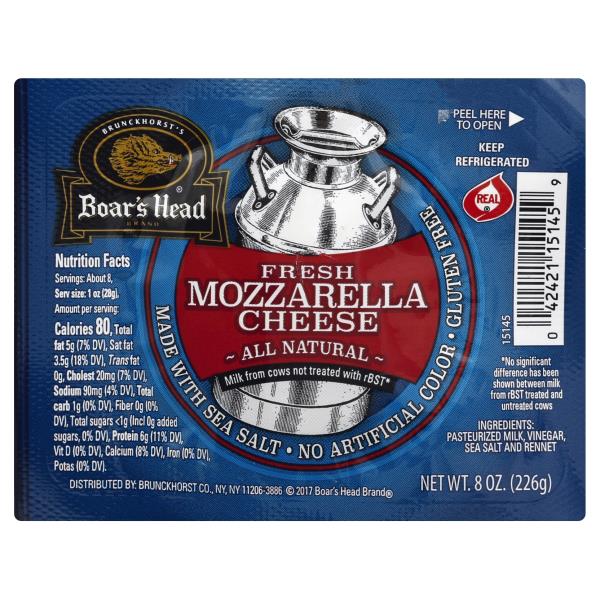 BRUNCKHORST'S
Boar's Head®
BRAND
Nutrition Facts
Servings: About 8,
Serv size: 1 oz (28g),
Amount per serving:
Calories 80, Total
fat 5g (7% DV), Sat fat
3.5g (18% DV), Trans fat
0g, Cholest 20mg (7% DV),
Sodium 90mg (4% DV), Total
carb 1g (0% DV), Fiber 0g (0%
DV), Total sugars <1g (Incl 0g added
sugars, 0% DV), Protein 6g (11% DV),
Vit D (0% DV), Calcium (8% DV), Iron (0% DV),
Potas (0% DV).
FRESH
MOZZARELLA
CHEESE
~ ALL NATURAL ~
Milk from cows not treated with rBST*
MADE WITH SEA SALT • NO ARTIFICIAL COLOR • GLUTEN FREE
PEEL HERE
TO OPEN
KEEP
REFRIGERATED
REAL®
15145
0 42421 15145 9
*No significant
difference has been
shown between milk
from rBST treated and
untreated cows
INGREDIENTS:
PASTEURIZED MILK, VINEGAR,
SEA SALT AND RENNET
DISTRIBUTED BY: BRUNCKHORST CO., NY, NY 11206-3886 © 2017 Boar's Head Brand®
NET WT. 8 OZ. (226g)